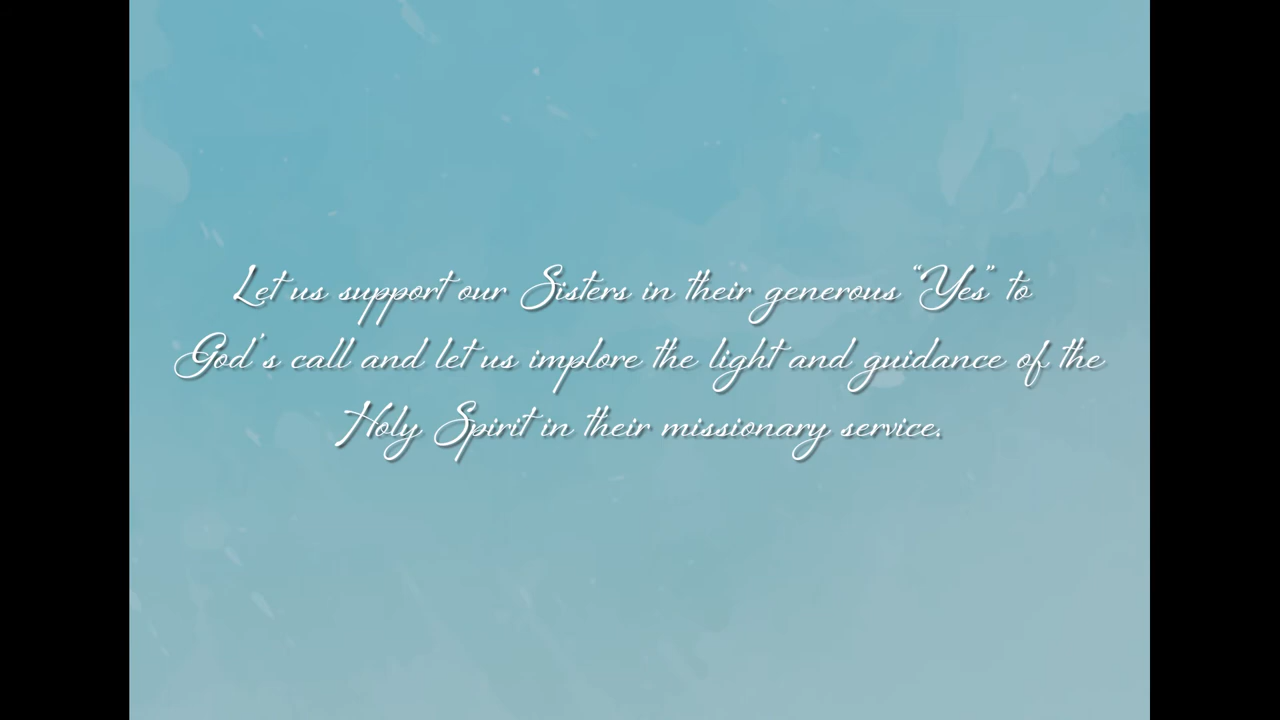 Let us support our Sisters in their generous “Yes” to
God's call and let us implore the light and guidance of the
Holy Spirit in their missionary service.